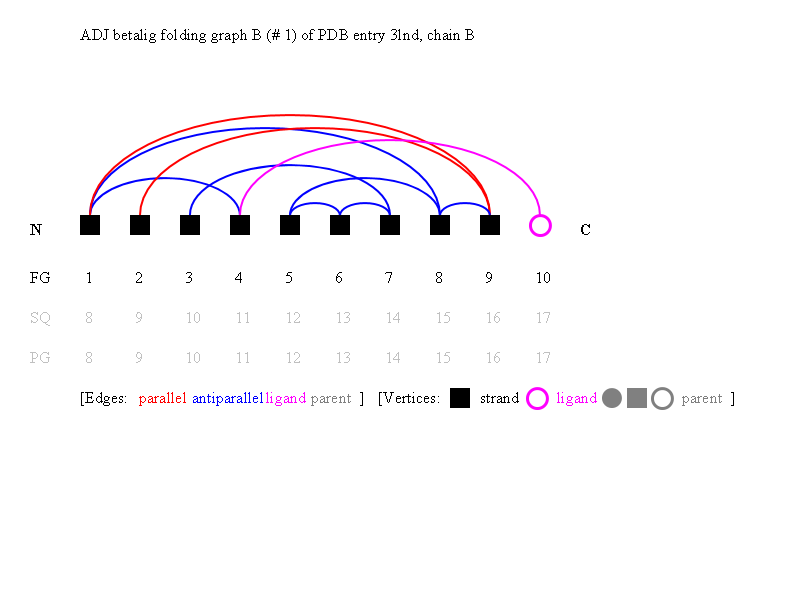 ADJ betalig folding graph B (# 1) of PDB entry 3lnd, chain B
N C
FG 1 2 3 4 5 6 7 8 9 10
SQ 8 9 10 11 12 13 14 15 16 17
PG 8 9 10 11 12 13 14 15 16 17
[Edges: parallel antiparallel ligand parent ] [Vertices: strand ligand parent ]